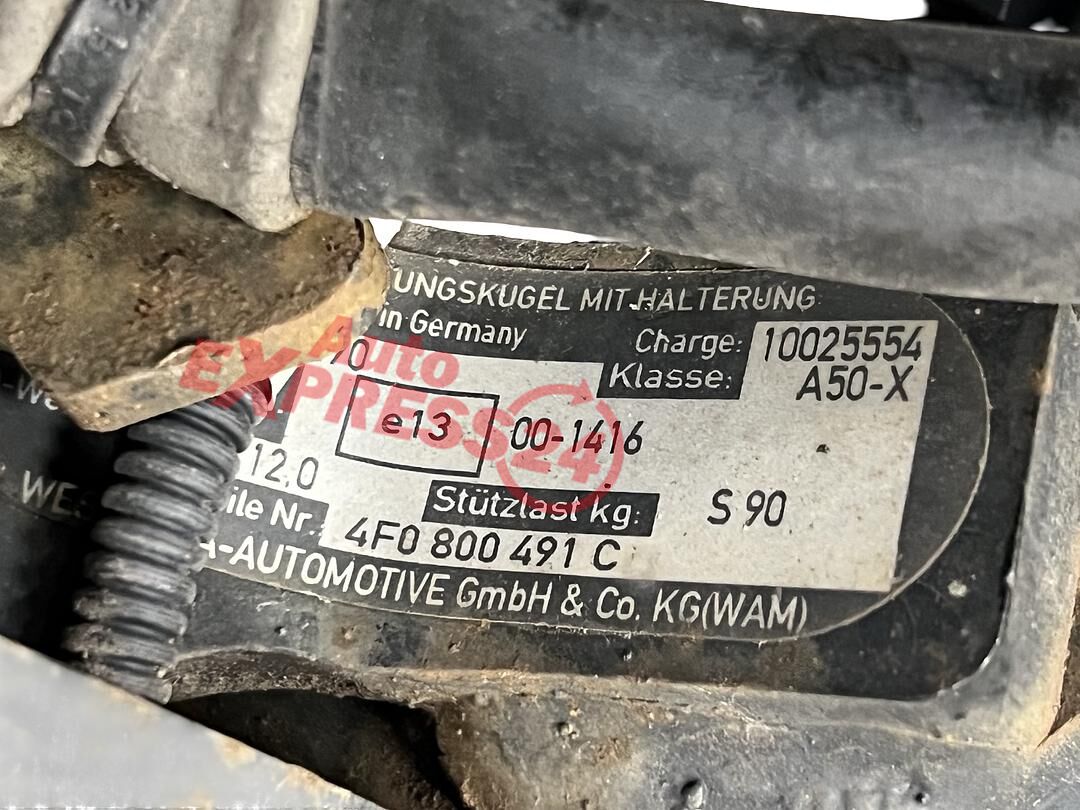 UNGSKUGEL MIT HALTERUNG
in Germany
Charge: 10025554
Klasse: A50-X
e13 00-1416
12,0
Stützlast kg: S 90
ile Nr.: 4F0 800 491 C
A-AUTOMOTIVE GmbH & Co. KG(WAM)
WES
Auto
EXPRESS24